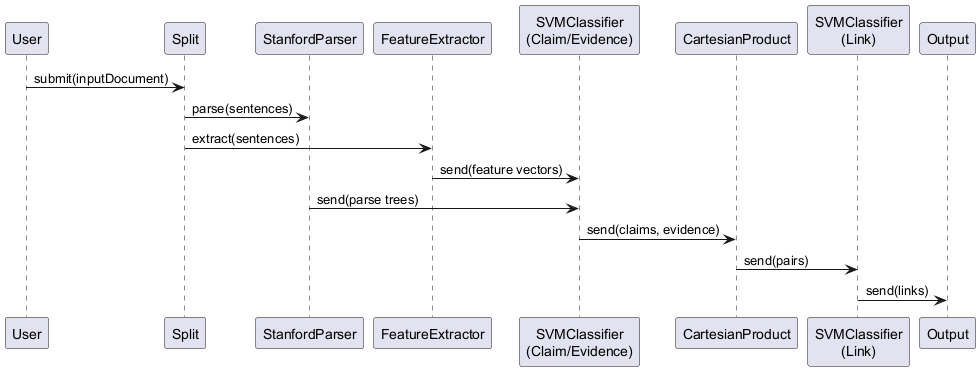 SVMClassifier
(Claim/Evidence)
SVMClassifier
(Link)
User
Split
StanfordParser
FeatureExtractor
CartesianProduct
Output
submit(inputDocument)
parse(sentences)
extract(sentences)
send(feature vectors)
send(parse trees)
send(claims, evidence)
send(pairs)
send(links)
User
Split
StanfordParser
FeatureExtractor
SVMClassifier
(Claim/Evidence)
CartesianProduct
SVMClassifier
(Link)
Output